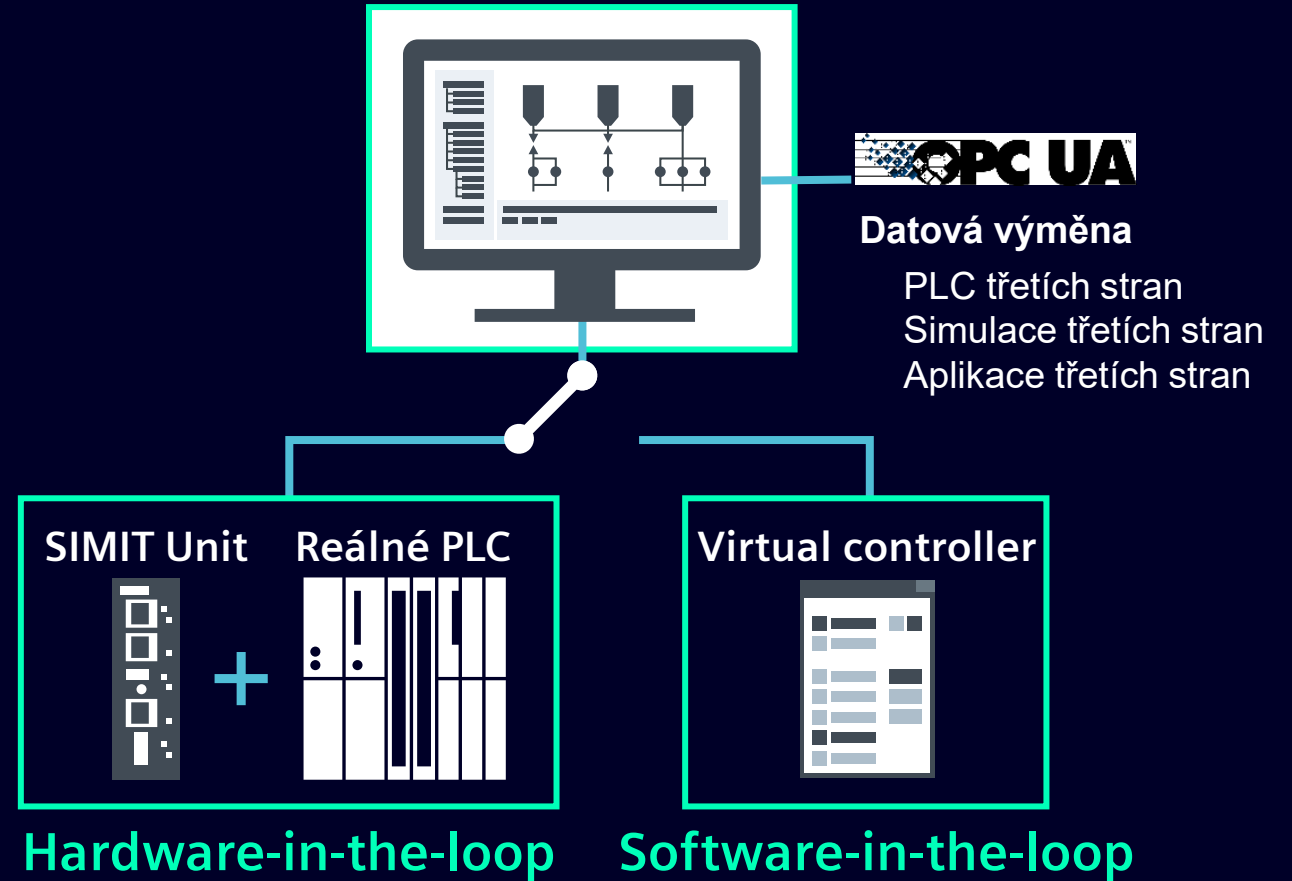 OPC UA
Datová výměna
PLC třetích stran
Simulace třetích stran
Aplikace třetích stran
SIMIT Unit
Reálné PLC
+
Virtual controller
Hardware-in-the-loop
Software-in-the-loop